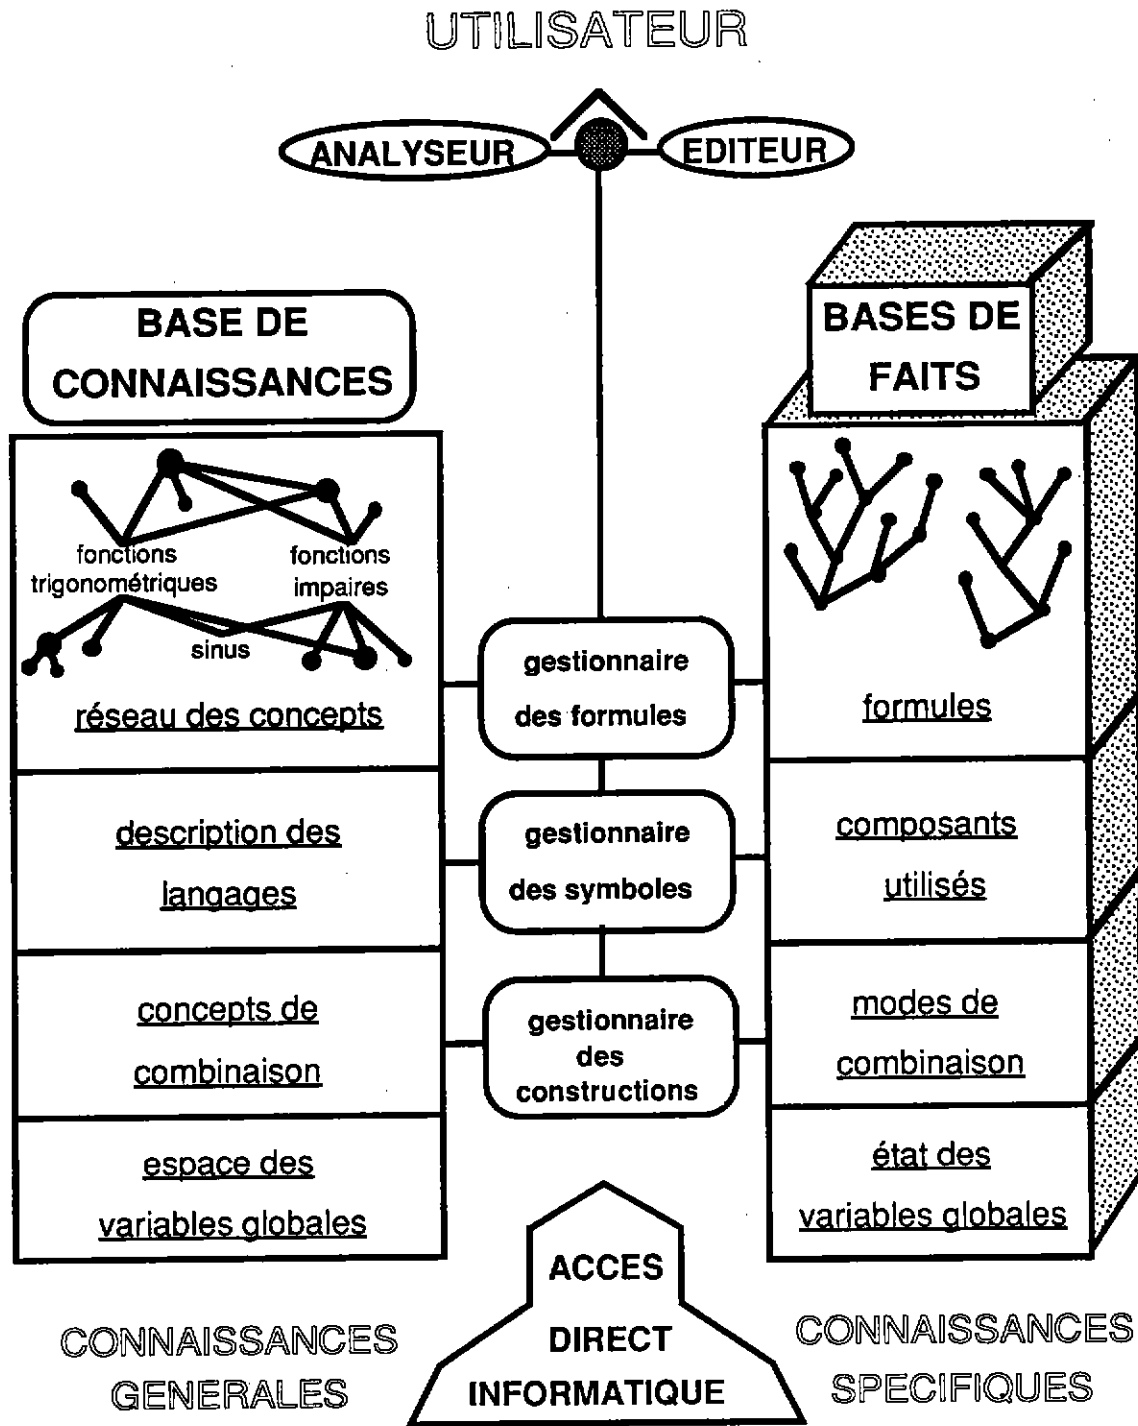 UTILISATEUR
ANALYSEUR
EDITEUR
BASE DE
CONNAISSANCES
fonctions
trigonométriques
fonctions
impaires
sinus
réseau des concepts
description des
langages
concepts de
combinaison
espace des
variables globales
gestionnaire
des formules
gestionnaire
des symboles
gestionnaire
des
constructions
BASES DE
FAITS
formules
composants
utilisés
modes de
combinaison
état des
variables globales
CONNAISSANCES
GENERALES
ACCES
DIRECT
INFORMATIQUE
CONNAISSANCES
SPECIFIQUES